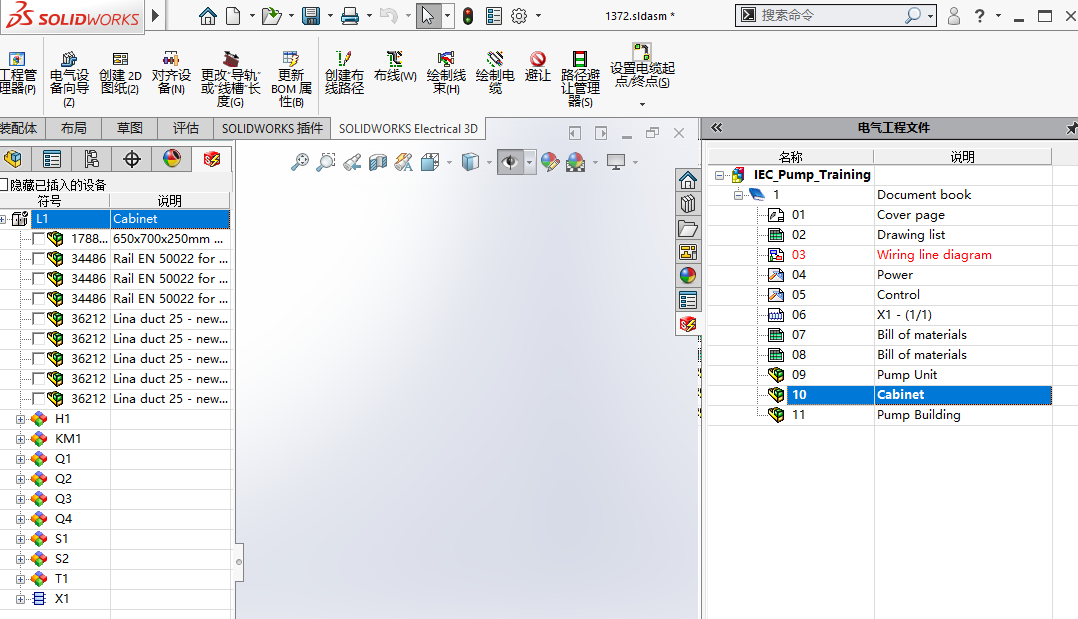 SOLIDWORKS
1372.sldasm *
搜索命令
工程管理器(P)
电气设备向导(Z)
创建 2D 图纸(2)
对齐设备(N)
更改“导轨”或“线槽”长度(G)
更新 BOM 属性(B)
创建布线路径
布线(W)
绘制线束(H)
绘制电缆
避让
路径避让管理器(S)
设置电缆起点/终点(S)
装配体
布局
草图
评估
SOLIDWORKS 插件
SOLIDWORKS Electrical 3D
隐藏已插入的设备
符号 说明
L1 Cabinet
1788... 650x700x250mm ...
34486 Rail EN 50022 for ...
34486 Rail EN 50022 for ...
34486 Rail EN 50022 for ...
36212 Lina duct 25 - new...
36212 Lina duct 25 - new...
36212 Lina duct 25 - new...
36212 Lina duct 25 - new...
36212 Lina duct 25 - new...
H1
KM1
Q1
Q2
Q3
Q4
S1
S2
T1
X1
电气工程文件
名称 说明
IEC_Pump_Training
1 Document book
01 Cover page
02 Drawing list
03 Wiring line diagram
04 Power
05 Control
06 X1 - (1/1)
07 Bill of materials
08 Bill of materials
09 Pump Unit
10 Cabinet
11 Pump Building